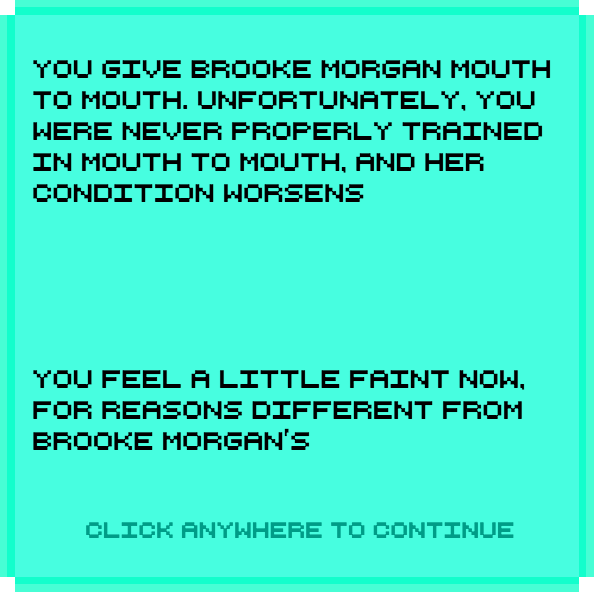 YOU GIVE BROOKE MORGAN MOUTH
TO MOUTH. UNFORTUNATELY, YOU
WERE NEVER PROPERLY TRAINED
IN MOUTH TO MOUTH, AND HER
CONDITION WORSENS
YOU FEEL A LITTLE FAINT NOW,
FOR REASONS DIFFERENT FROM
BROOKE MORGAN'S
CLICK ANYWHERE TO CONTINUE